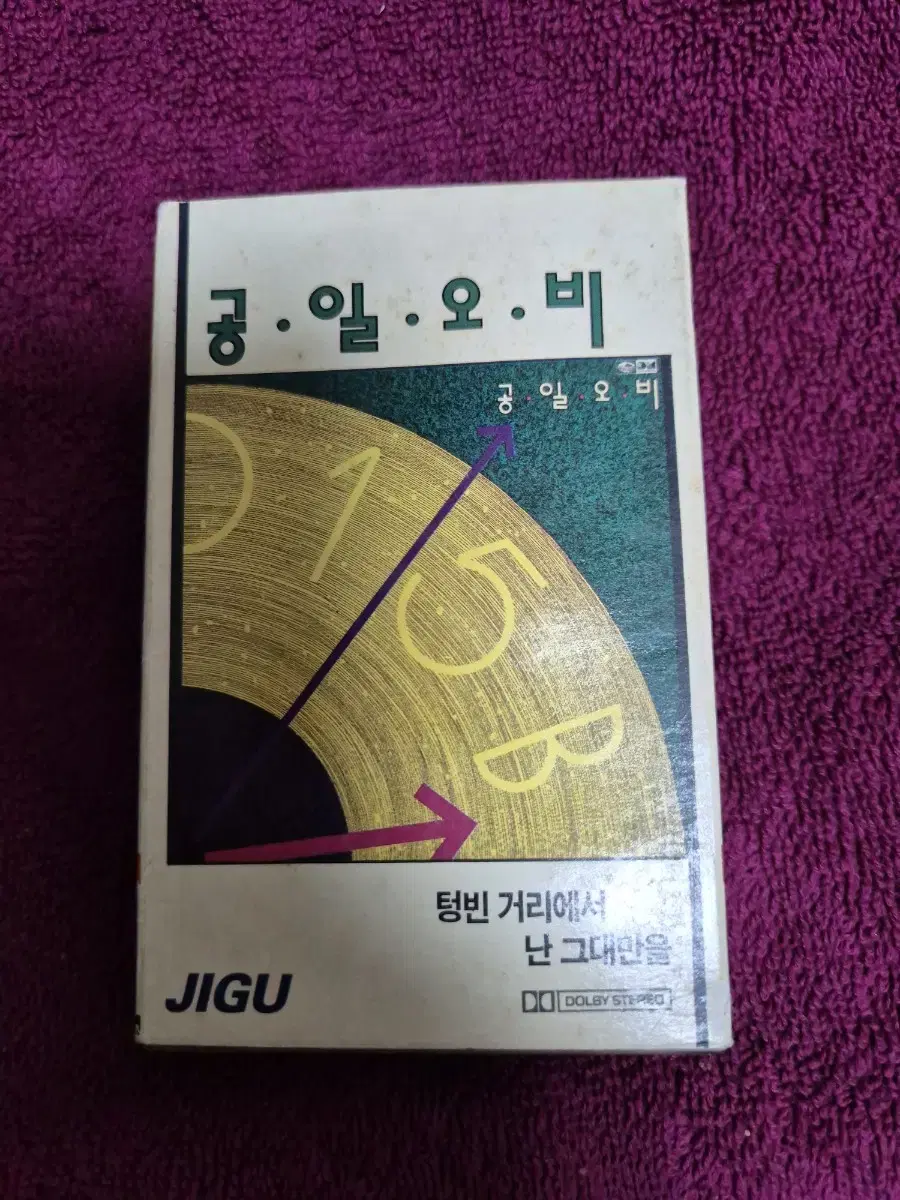 공·일·오·비
공·일·오·비
0 1 5 B
텅빈 거리에서
난 그대만을
JIGU
DOLBY STEREO